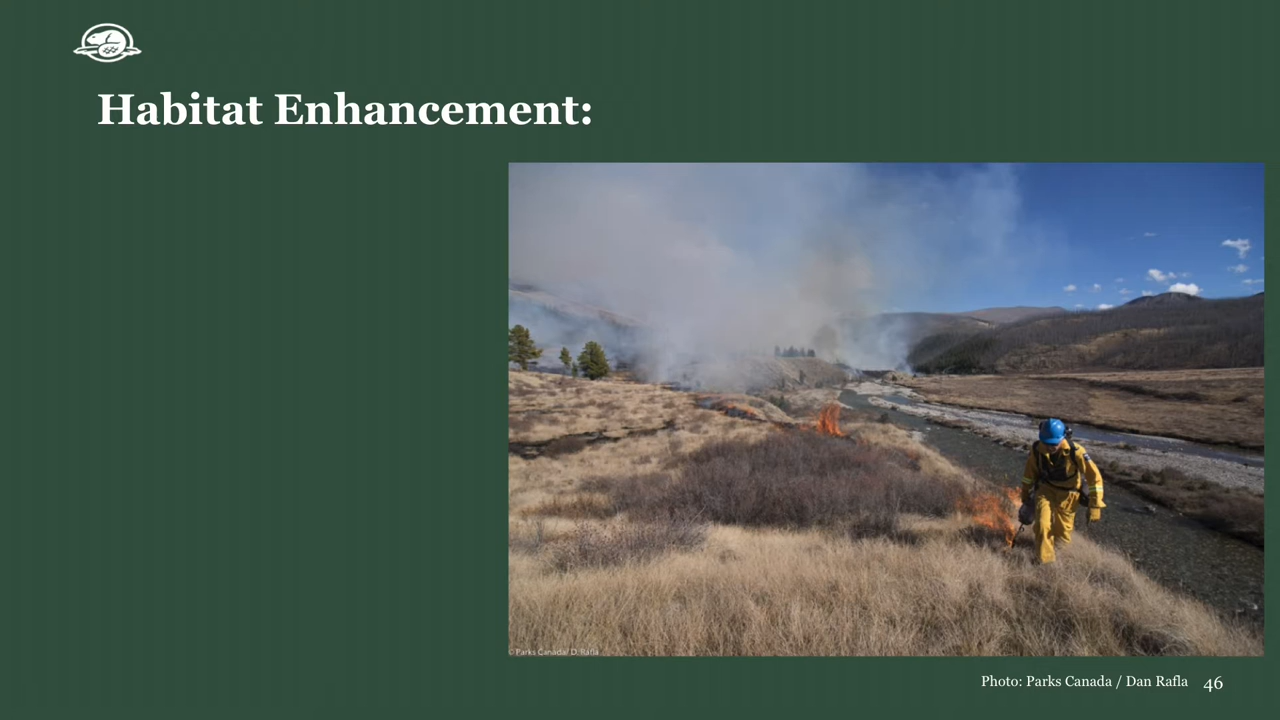 Habitat Enhancement:
© Parks Canada / D. Rafla
Photo: Parks Canada / Dan Rafla
46